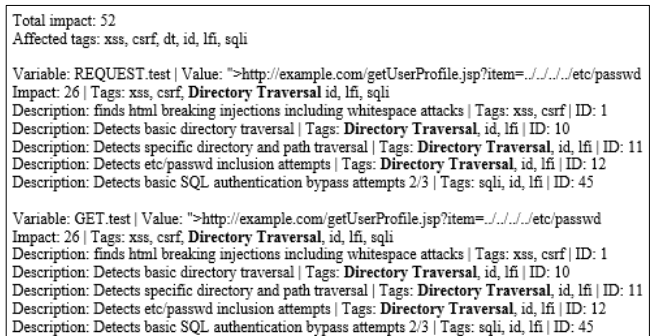 Total impact: 52
Affected tags: xss, csrf, dt, id, lfi, sqli
Variable: REQUEST.test | Value: ">http://example.com/getUserProfile.jsp?item=../../../../etc/passwd
Impact: 26 | Tags: xss, csrf, Directory Traversal id, lfi, sqli
Description: finds html breaking injections including whitespace attacks | Tags: xss, csrf | ID: 1
Description: Detects basic directory traversal | Tags: Directory Traversal, id, lfi | ID: 10
Description: Detects specific directory and path traversal | Tags: Directory Traversal, id, lfi | ID: 11
Description: Detects etc/passwd inclusion attempts | Tags: Directory Traversal, id, lfi | ID: 12
Description: Detects basic SQL authentication bypass attempts 2/3 | Tags: sqli, id, lfi | ID: 45
Variable: GET.test | Value: ">http://example.com/getUserProfile.jsp?item=../../../../etc/passwd
Impact: 26 | Tags: xss, csrf, Directory Traversal, id, lfi, sqli
Description: finds html breaking injections including whitespace attacks | Tags: xss, csrf | ID: 1
Description: Detects basic directory traversal | Tags: Directory Traversal, id, lfi | ID: 10
Description: Detects specific directory and path traversal | Tags: Directory Traversal, id, lfi | ID: 11
Description: Detects etc/passwd inclusion attempts | Tags: Directory Traversal, id, lfi | ID: 12
Description: Detects basic SQL authentication bypass attempts 2/3 | Tags: sqli, id, lfi | ID: 45